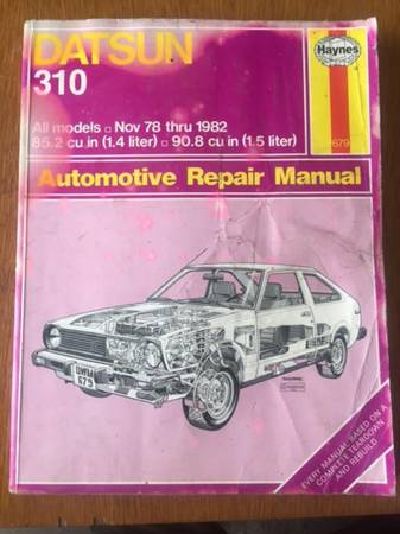 DATSUN
310
Haynes
All models □ Nov 78 thru 1982
85.2 cu in (1.4 liter) □ 90.8 cu in (1.5 liter)
679
Automotive Repair Manual
EVERY MANUAL BASED ON A
COMPLETE TEARDOWN
AND REBUILD